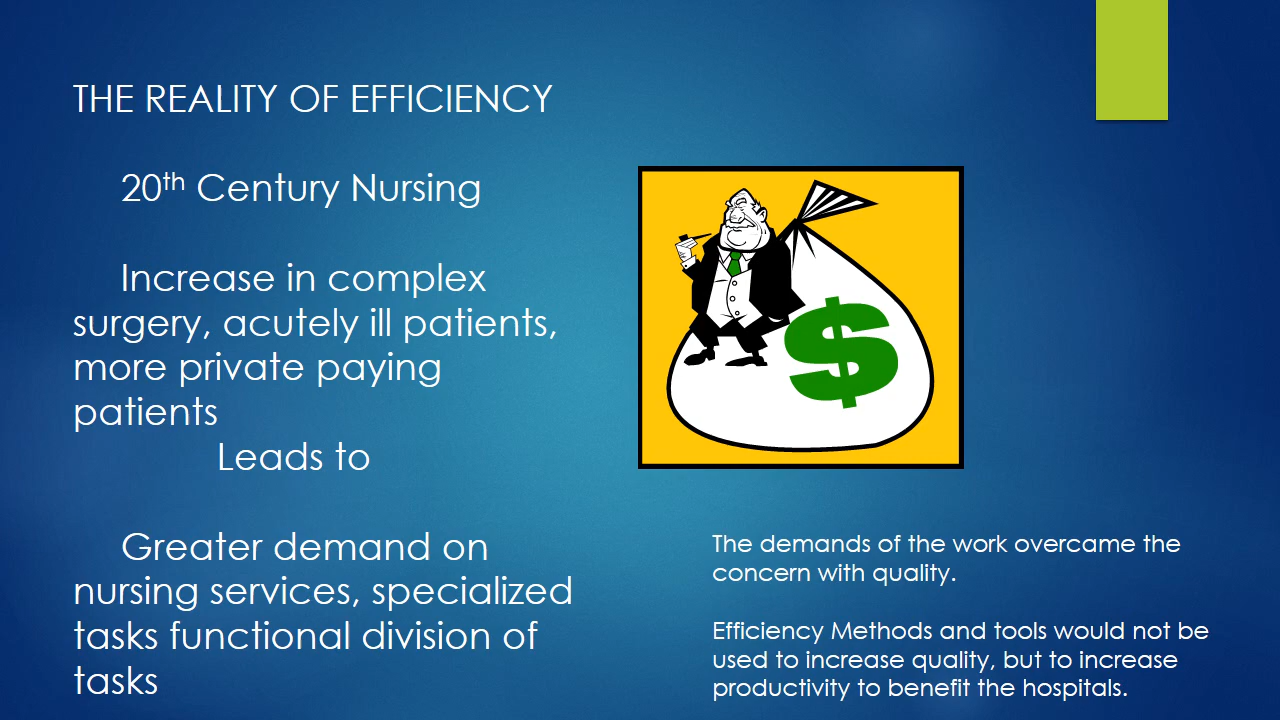 THE REALITY OF EFFICIENCY
20th Century Nursing
Increase in complex
surgery, acutely ill patients,
more private paying
patients
Leads to
Greater demand on
nursing services, specialized
tasks functional division of
tasks
$
The demands of the work overcame the
concern with quality.
Efficiency Methods and tools would not be
used to increase quality, but to increase
productivity to benefit the hospitals.